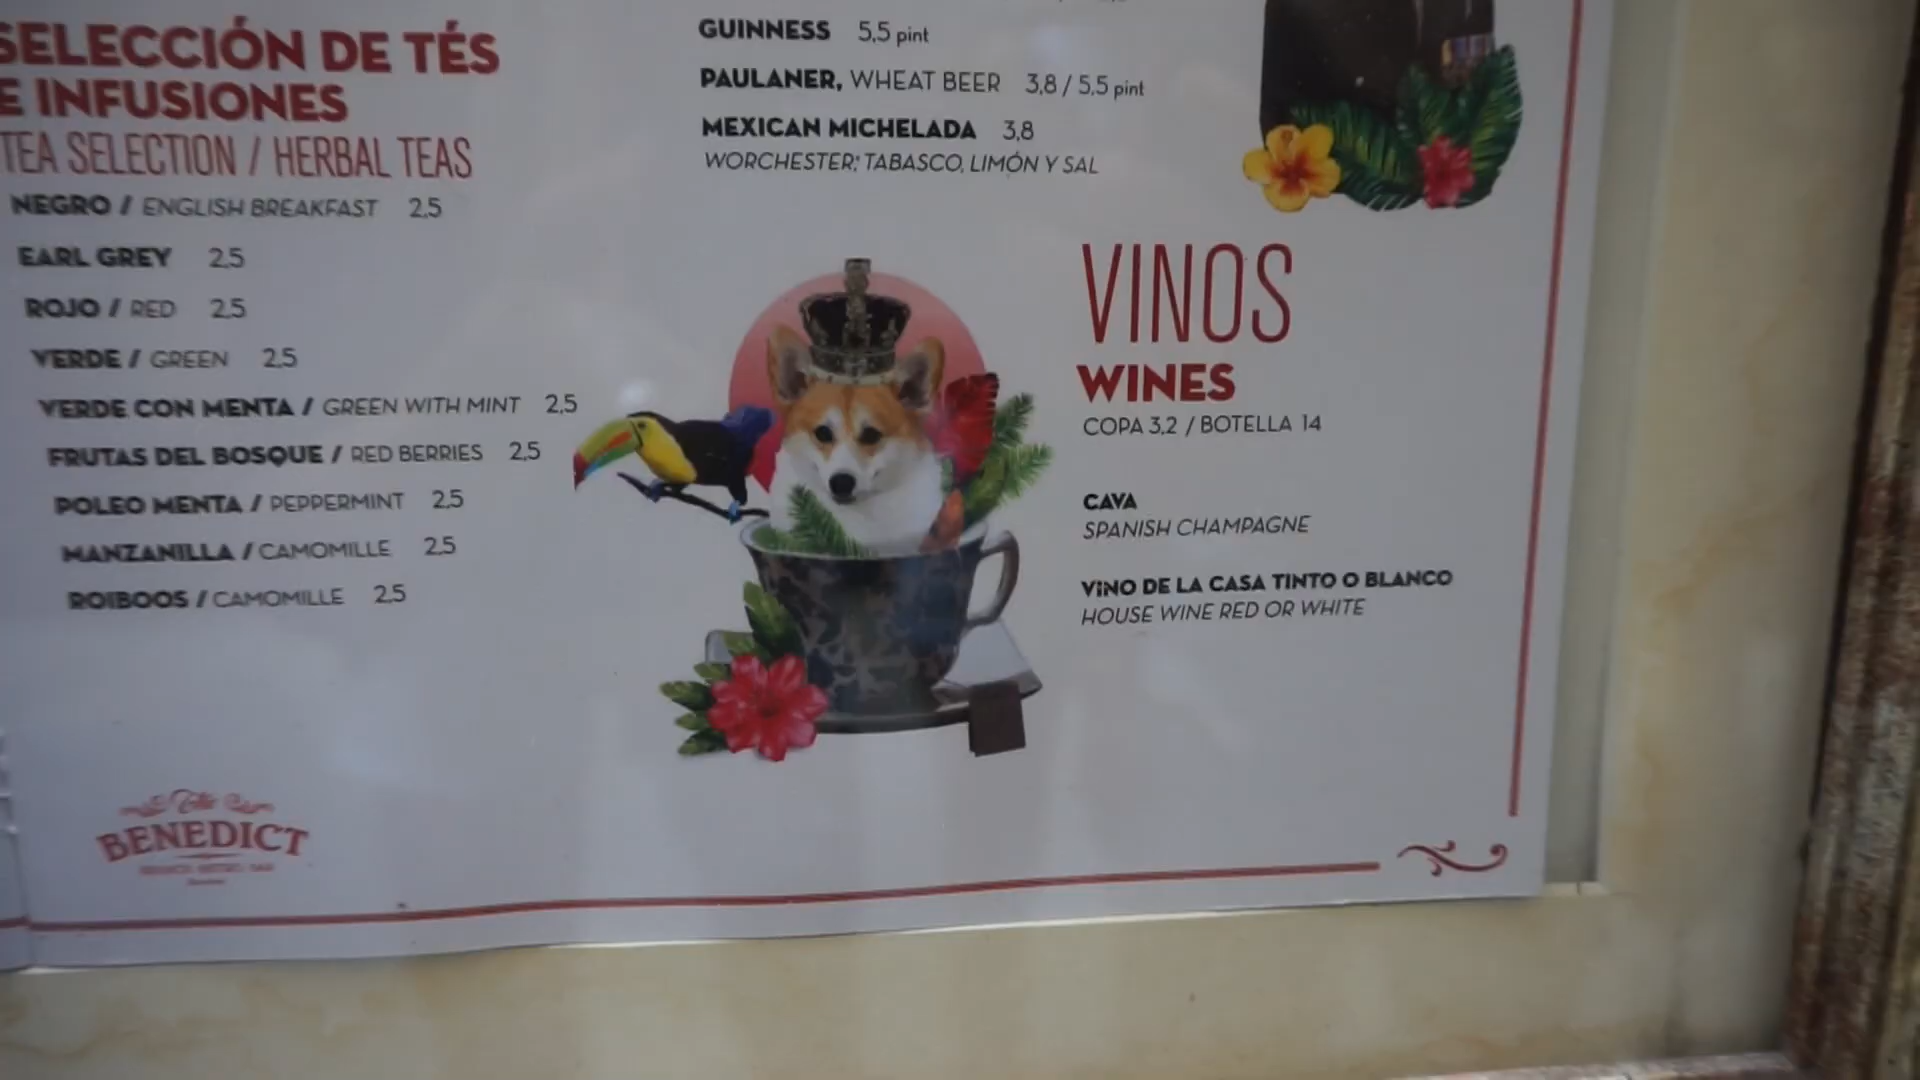 SELECCIÓN DE TÉS
E INFUSIONES
TEA SELECTION / HERBAL TEAS
NEGRO / ENGLISH BREAKFAST 2,5
EARL GREY 2,5
ROJO / RED 2,5
VERDE / GREEN 2,5
VERDE CON MENTA / GREEN WITH MINT 2,5
FRUTAS DEL BOSQUE / RED BERRIES 2,5
POLEO MENTA / PEPPERMINT 2,5
MANZANILLA / CAMOMILLE 2,5
ROIBOOS / CAMOMILLE 2,5
The
BENEDICT
GUINNESS 5,5 pint
PAULANER, WHEAT BEER 3,8 / 5,5 pint
MEXICAN MICHELADA 3,8
WORCHESTER, TABASCO, LIMÓN Y SAL
VINOS
WINES
COPA 3,2 / BOTELLA 14
CAVA
SPANISH CHAMPAGNE
VINO DE LA CASA TINTO O BLANCO
HOUSE WINE RED OR WHITE